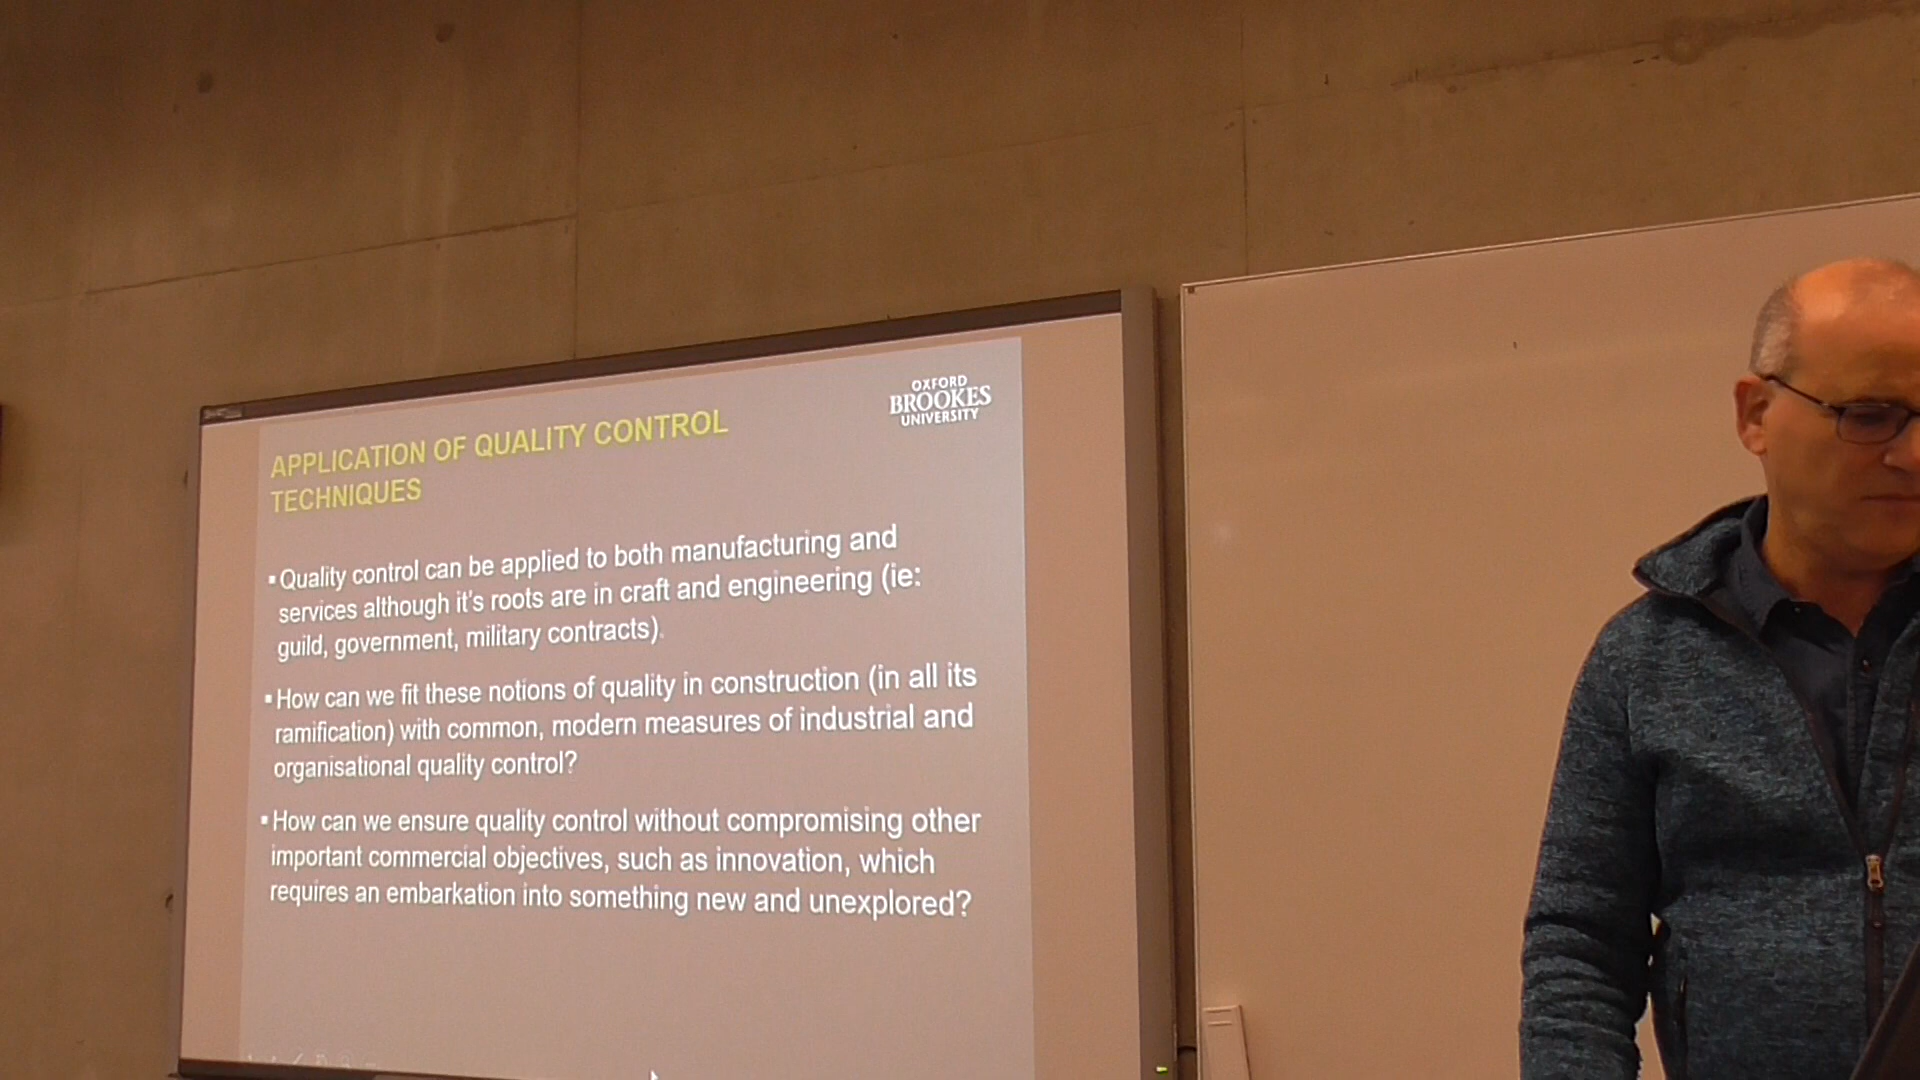 OXFORD
BROOKES
UNIVERSITY
APPLICATION OF QUALITY CONTROL
TECHNIQUES
▪Quality control can be applied to both manufacturing and
services although it's roots are in craft and engineering (ie:
guild, government, military contracts).
▪How can we fit these notions of quality in construction (in all its
ramification) with common, modern measures of industrial and
organisational quality control?
▪How can we ensure quality control without compromising other
important commercial objectives, such as innovation, which
requires an embarkation into something new and unexplored?